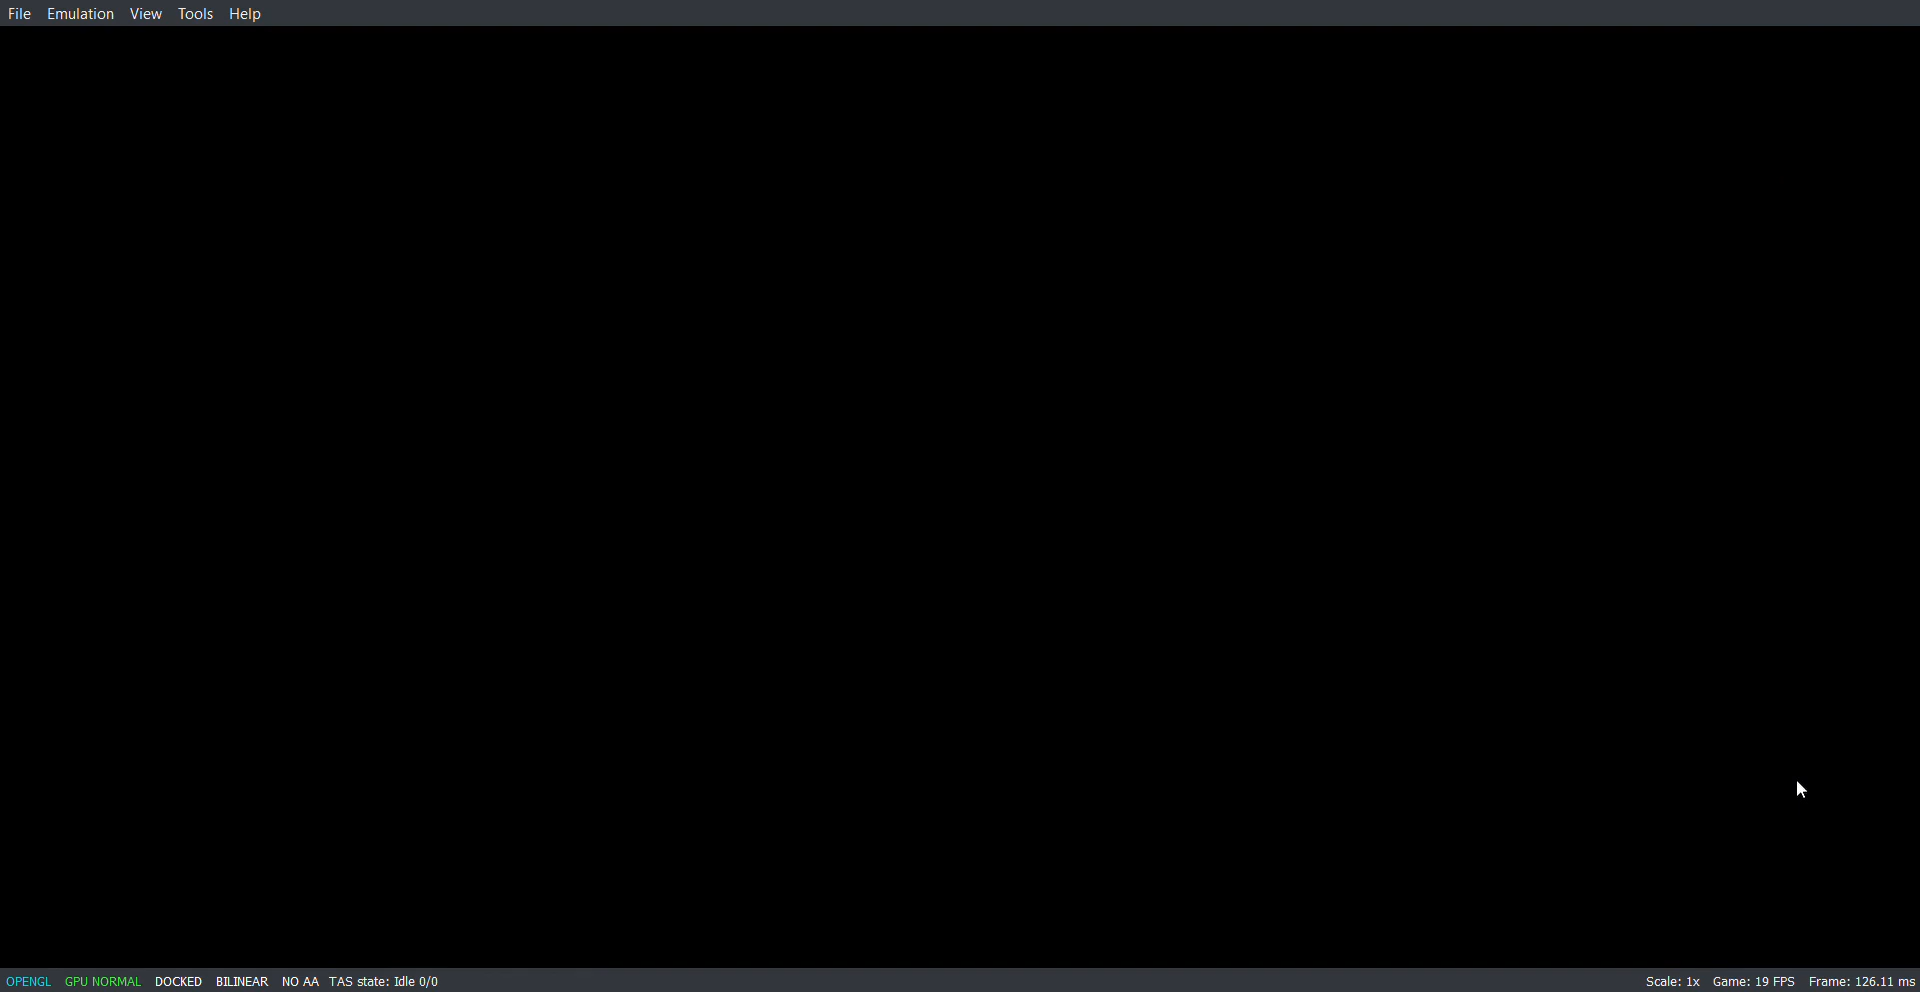 File Emulation View Tools Help
OPENGL GPU NORMAL DOCKED BILINEAR NO AA TAS state: Idle 0/0 Scale: 1x Game: 19 FPS Frame: 126.11 ms